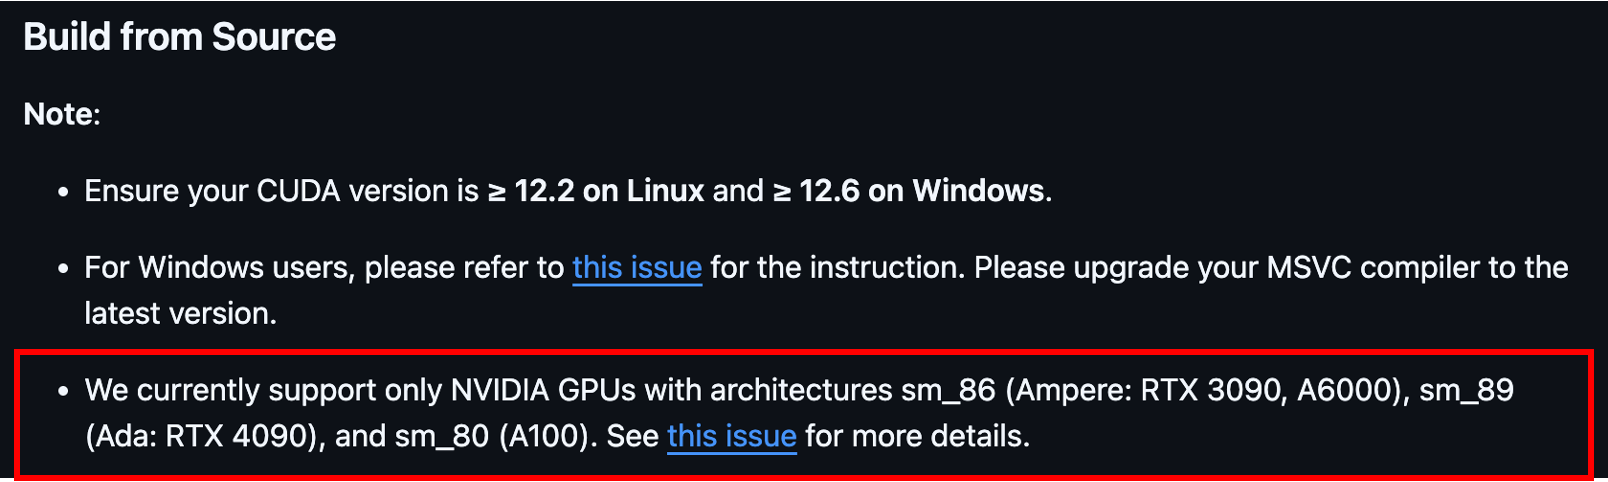 Build from Source
Note:
• Ensure your CUDA version is ≥ 12.2 on Linux and ≥ 12.6 on Windows.
• For Windows users, please refer to this issue for the instruction. Please upgrade your MSVC compiler to the
latest version.
• We currently support only NVIDIA GPUs with architectures sm_86 (Ampere: RTX 3090, A6000), sm_89
(Ada: RTX 4090), and sm_80 (A100). See this issue for more details.